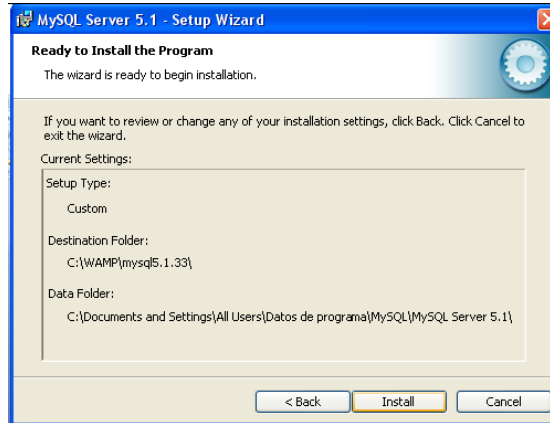 MySQL Server 5.1 - Setup Wizard
Ready to Install the Program
The wizard is ready to begin installation.
If you want to review or change any of your installation settings, click Back. Click Cancel to
exit the wizard.
Current Settings:
Setup Type:
Custom
Destination Folder:
C:\WAMP\mysql5.1.33\
Data Folder:
C:\Documents and Settings\All Users\Datos de programa\MySQL\MySQL Server 5.1\
< Back Install Cancel